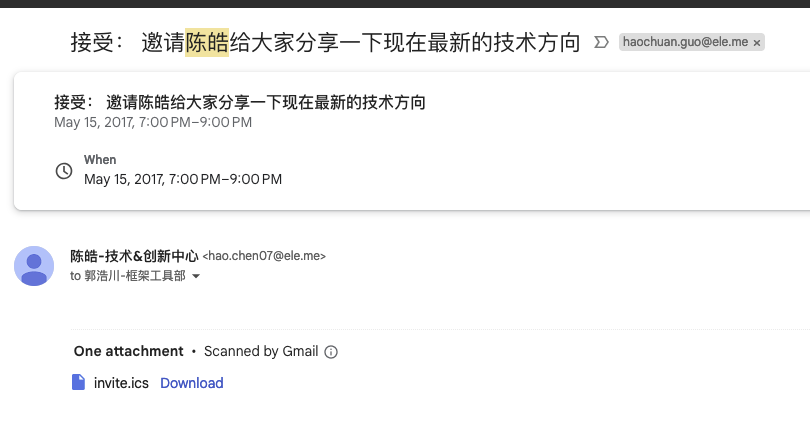 接受： 邀请陈皓给大家分享一下现在最新的技术方向 haochuan.guo@ele.me ×
接受： 邀请陈皓给大家分享一下现在最新的技术方向
May 15, 2017, 7:00 PM–9:00 PM
When
May 15, 2017, 7:00 PM–9:00 PM
陈皓-技术&创新中心 <hao.chen07@ele.me>
to 郭浩川-框架工具部
One attachment • Scanned by Gmail
invite.ics Download